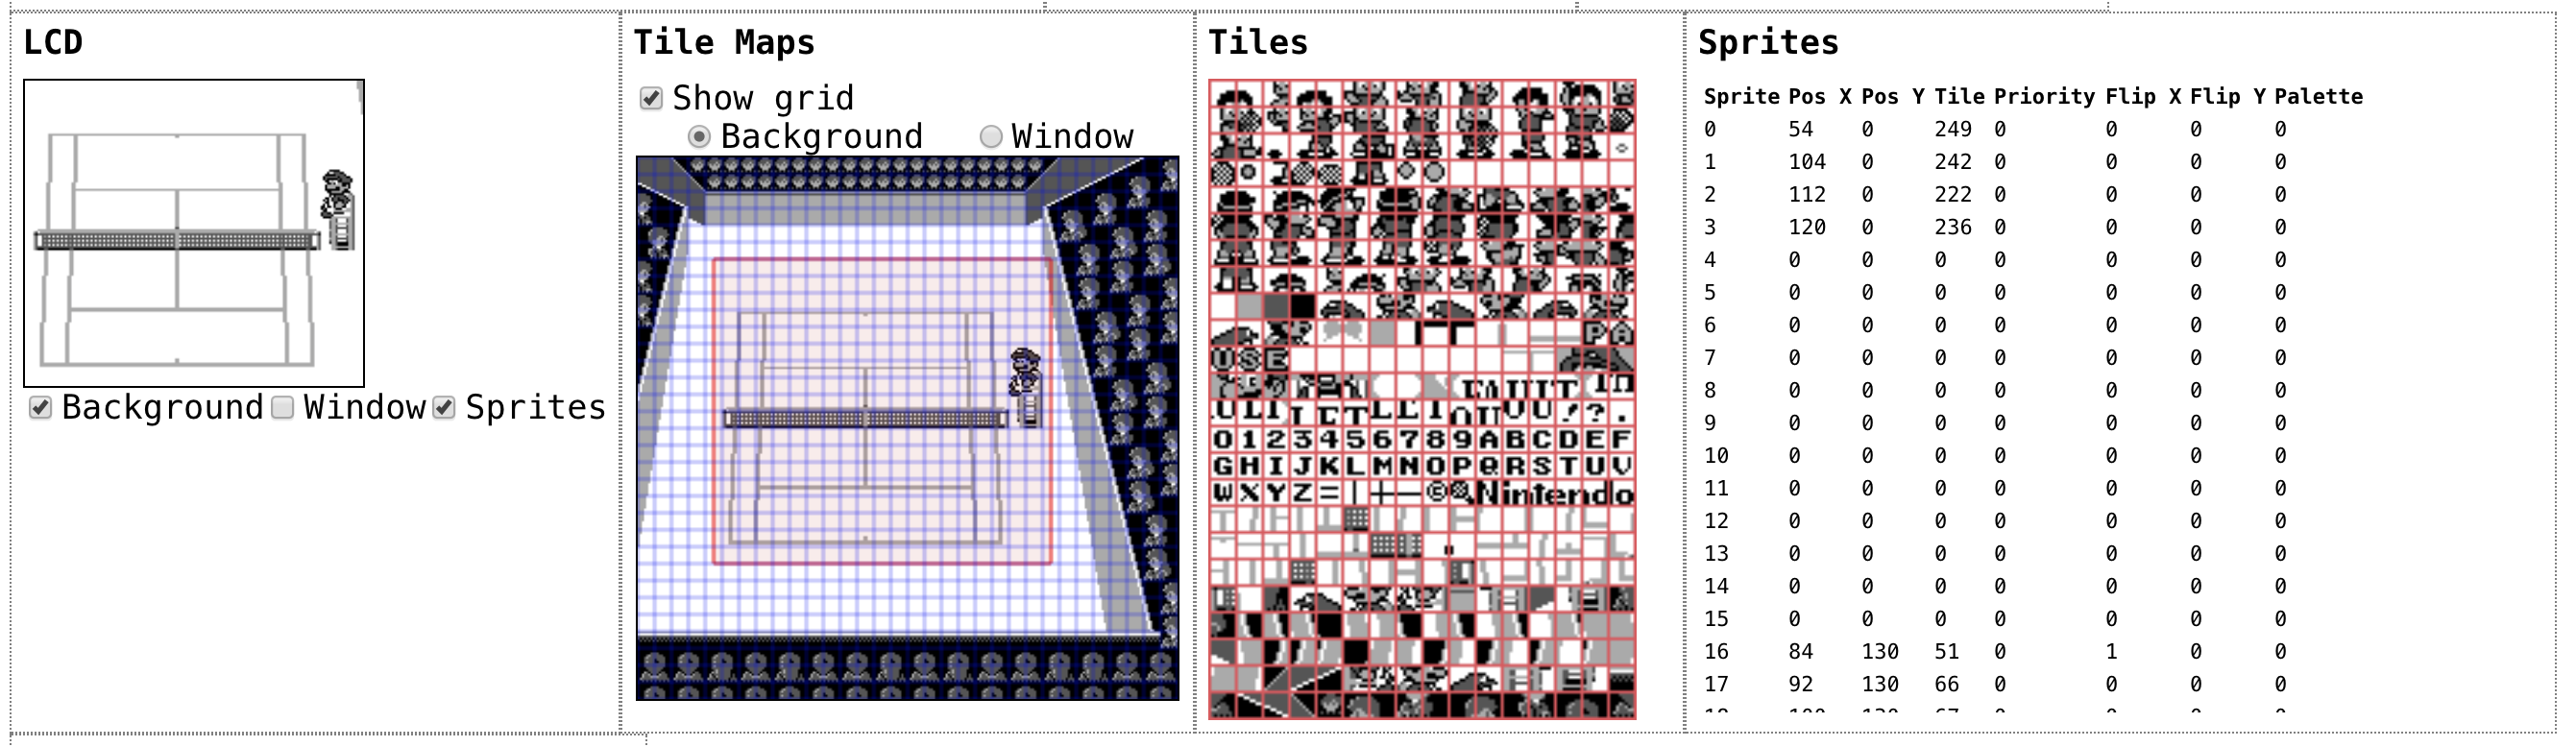 LCD
Background Window Sprites
Tile Maps
Show grid
Background Window
Tiles
PA
USE
0123456789ABCDEF
GHIJKLMNOPQRSTUV
WXYZ=|+—©Nintendo
Sprites
Sprite Pos X Pos Y Tile Priority Flip X Flip Y Palette
0 54 0 249 0 0 0 0
1 104 0 242 0 0 0 0
2 112 0 222 0 0 0 0
3 120 0 236 0 0 0 0
4 0 0 0 0 0 0 0
5 0 0 0 0 0 0 0
6 0 0 0 0 0 0 0
7 0 0 0 0 0 0 0
8 0 0 0 0 0 0 0
9 0 0 0 0 0 0 0
10 0 0 0 0 0 0 0
11 0 0 0 0 0 0 0
12 0 0 0 0 0 0 0
13 0 0 0 0 0 0 0
14 0 0 0 0 0 0 0
15 0 0 0 0 0 0 0
16 84 130 51 0 1 0 0
17 92 130 66 0 0 0 0